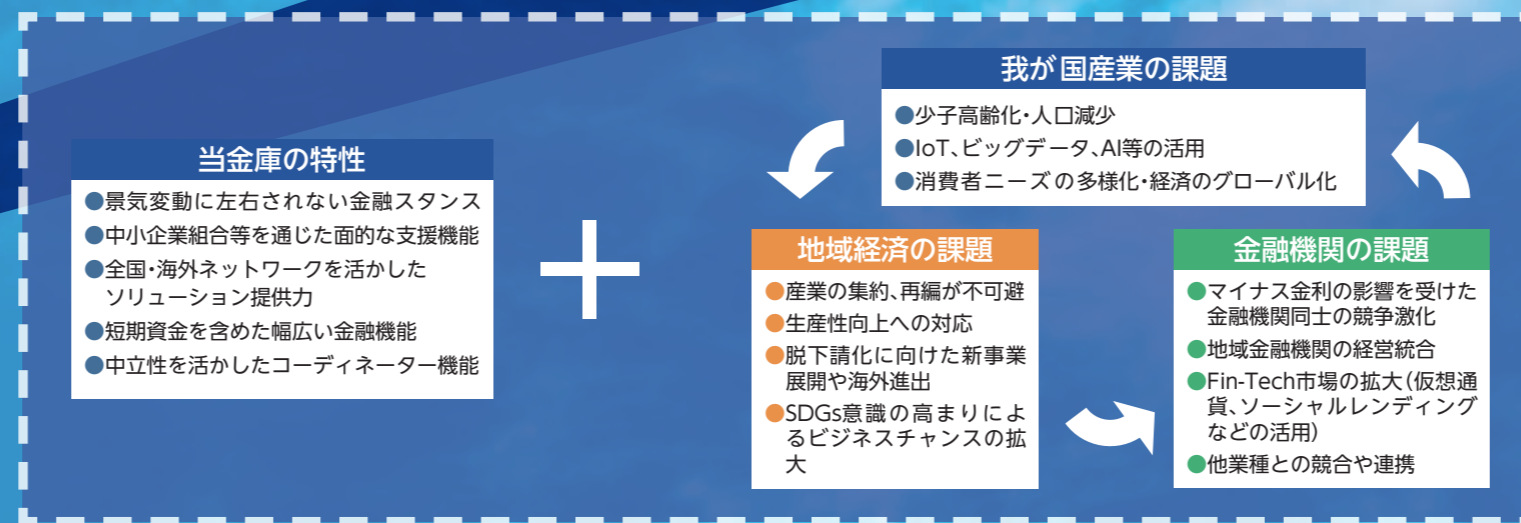 当金庫の特性
●景気変動に左右されない金融スタンス
●中小企業組合等を通じた面的な支援機能
●全国・海外ネットワークを活かした
ソリューション提供力
●短期資金を含めた幅広い金融機能
●中立性を活かしたコーディネーター機能
＋
我が国産業の課題
●少子高齢化・人口減少
●IoT、ビッグデータ、AI等の活用
●消費者ニーズの多様化・経済のグローバル化
地域経済の課題
●産業の集約、再編が不可避
●生産性向上への対応
●脱下請化に向けた新事業
展開や海外進出
●SDGs意識の高まりによ
るビジネスチャンスの拡
大
金融機関の課題
●マイナス金利の影響を受けた
金融機関同士の競争激化
●地域金融機関の経営統合
●Fin-Tech市場の拡大（仮想通
貨、ソーシャルレンディング
などの活用）
●他業種との競合や連携